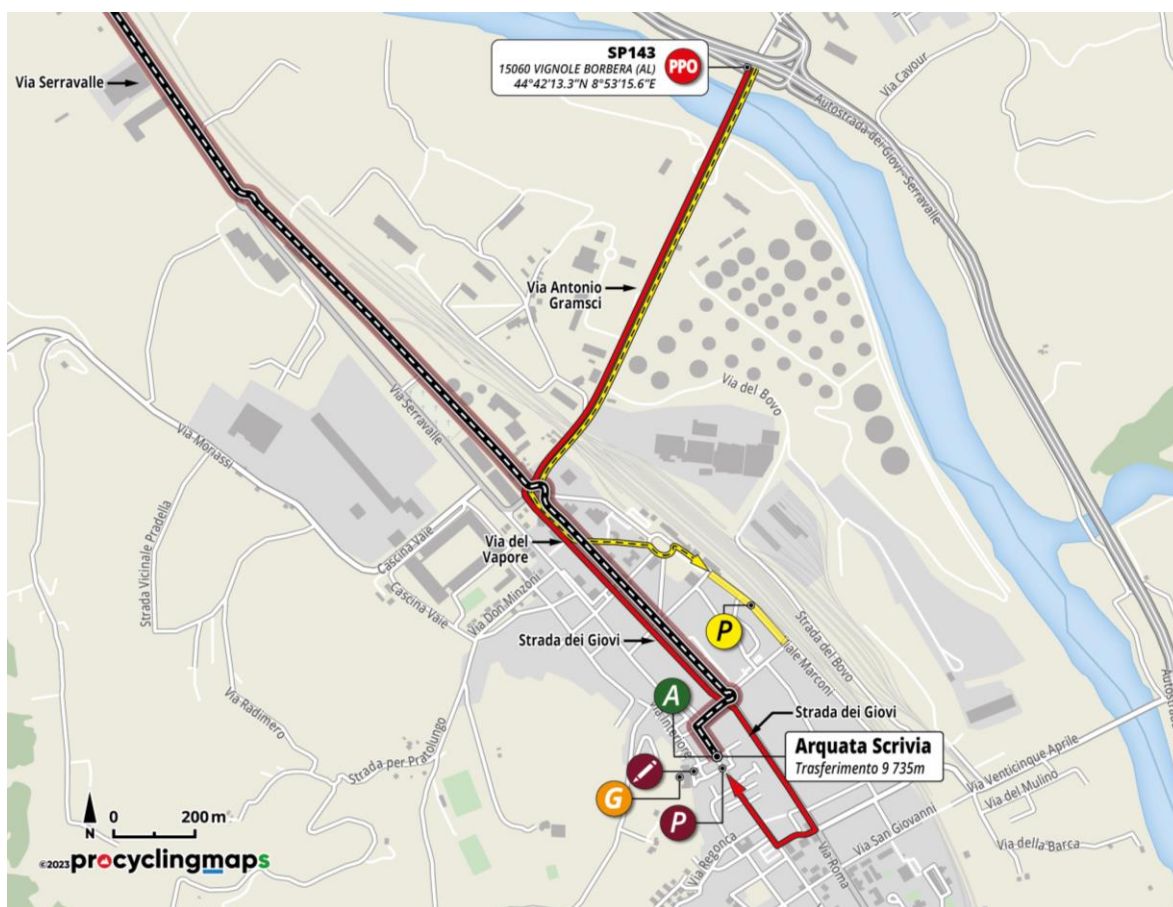 SP143
15060 VIGNOLE BORBERA (AL)
44°42'13.3"N 8°53'15.6"E
PPO
Via Serravalle
Via Cavour
Autostrada dei Giovi-Serravalle
Via Antonio
Gramsci
Via del Bovo
Via Serravalle
Via Moriassi
Strada Vicinale Pradella
Cascina Vaie
Cascina Vaie
Via del
Vapore
Via Don Minzoni
P
Strada del Bovo
Viale Marconi
Strada dei Giovi
A
Via Interiore
Strada dei Giovi
Via Radimero
Strada per Pratolungo
Arquata Scrivia
Trasferimento 9 735m
Via Venticinque Aprile
Via del Mulino
G
P
Via Regonca
Via San Giovanni
Via Roma
Via della Barca
N
0 200 m
©2023 procyclingmaps